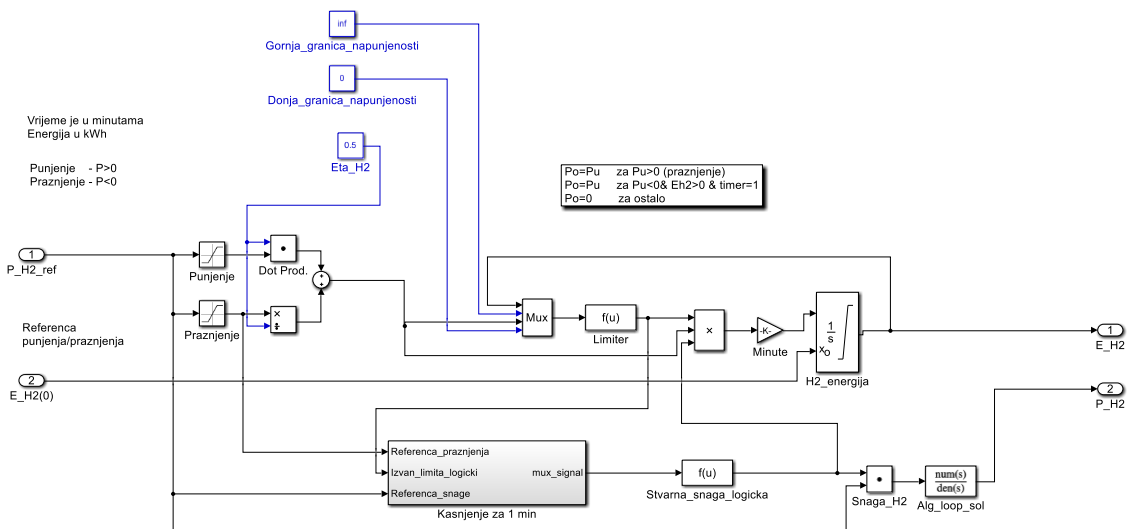 inf
Gornja_granica_napunjenosti
0
Donja_granica_napunjenosti
Vrijeme je u minutama
Energija u kWh
Punjenje - P>0
Praznjenje - P<0
0.5
Eta_H2
Po=Pu za Pu>0 (praznjenje)
Po=Pu za Pu<0& Eh2>0 & timer=1
Po=0 za ostalo
1
P_H2_ref
Punjenje
Dot Prod.
+
+
×
÷
Praznjenje
Referenca
punjenja/praznjenja
2
E_H2(0)
Mux
f(u)
Limiter
×
-K-
Minute
1
s
xo
H2_energija
1
E_H2
2
P_H2
Referenca_praznjenja
Izvan_limita_logicki
Referenca_snage
mux_signal
Kasnjenje za 1 min
f(u)
Stvarna_snaga_logicka
Snaga_H2
num(s)
den(s)
Alg_loop_sol